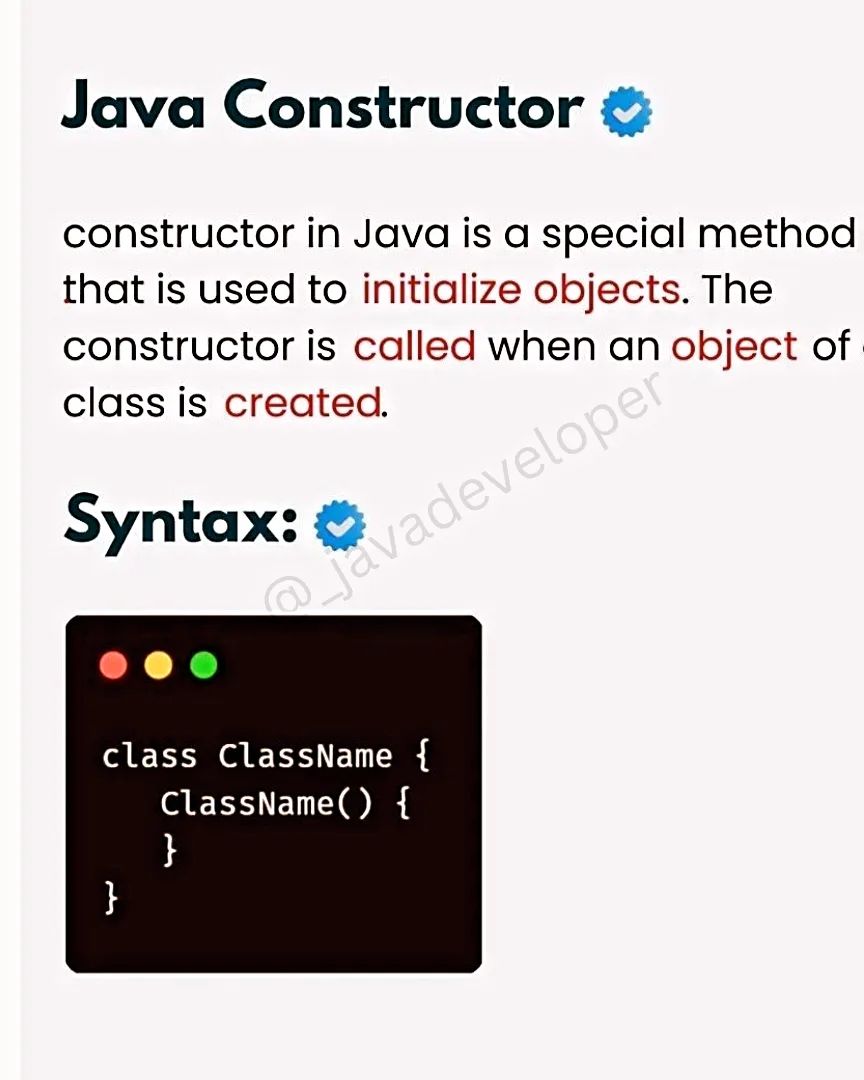 Java Constructor
constructor in Java is a special method
that is used to initialize objects. The
constructor is called when an object of
class is created.
@_javadeveloper
Syntax:
class ClassName {
ClassName() {
}
}